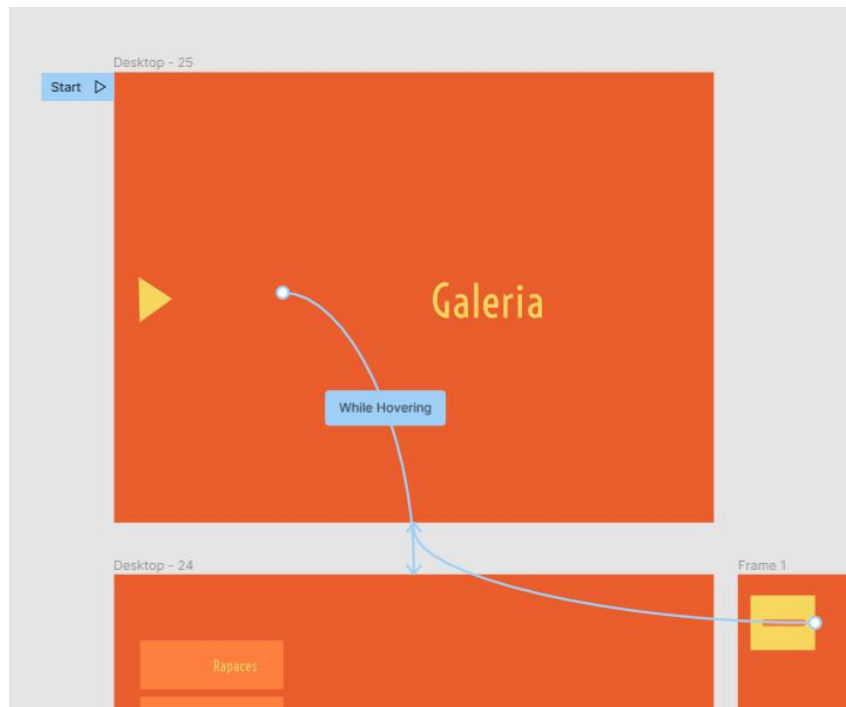 Desktop - 25
Start
Galeria
While Hovering
Desktop - 24
Frame 1
Rapaces